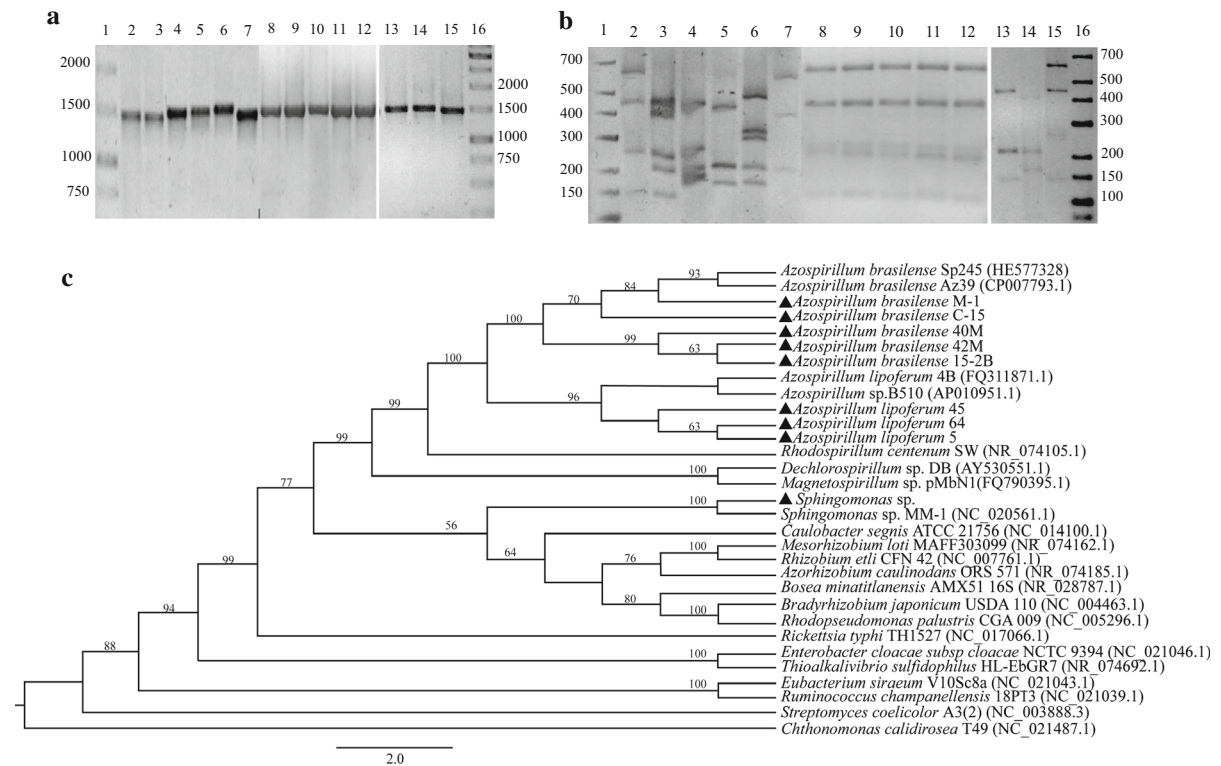 a
1 2 3 4 5 6 7 8 9 10 11 12 13 14 15 16
2000
1500
1000
750
2000
1500
1000
750
b
1 2 3 4 5 6 7 8 9 10 11 12 13 14 15 16
700
500
400
300
200
150
700
500
400
300
200
150
100
c
93
84
70
100
99
63
100
96
63
99
99
100
77
100
56
64
100
76
80
100
99
94
100
88
100
Azospirillum brasilense Sp245 (HE577328)
Azospirillum brasilense Az39 (CP007793.1)
▲Azospirillum brasilense M-1
▲Azospirillum brasilense C-15
▲Azospirillum brasilense 40M
▲Azospirillum brasilense 42M
▲Azospirillum brasilense 15-2B
Azospirillum lipoferum 4B (FQ311871.1)
Azospirillum sp.B510 (AP010951.1)
▲Azospirillum lipoferum 45
▲Azospirillum lipoferum 64
▲Azospirillum lipoferum 5
Rhodospirillum centenum SW (NR_074105.1)
Dechlorospirillum sp. DB (AY530551.1)
Magnetospirillum sp. pMbN1(FQ790395.1)
▲ Sphingomonas sp.
Sphingomonas sp. MM-1 (NC_020561.1)
Caulobacter segnis ATCC 21756 (NC_014100.1)
Mesorhizobium loti MAFF303099 (NR_074162.1)
Rhizobium etli CFN 42 (NC_007761.1)
Azorhizobium caulinodans ORS 571 (NR_074185.1)
Bosea minatitlanensis AMX51 16S (NR_028787.1)
Bradyrhizobium japonicum USDA 110 (NC_004463.1)
Rhodopseudomonas palustris CGA 009 (NC_005296.1)
Rickettsia typhi TH1527 (NC_017066.1)
Enterobacter cloacae subsp cloacae NCTC 9394 (NC_021046.1)
Thioalkalivibrio sulfidophilus HL-EbGR7 (NR_074692.1)
Eubacterium siraeum V10Sc8a (NC_021043.1)
Ruminococcus champanellensis 18PT3 (NC_021039.1)
Streptomyces coelicolor A3(2) (NC_003888.3)
Chthonomonas calidirosea T49 (NC_021487.1)
2.0